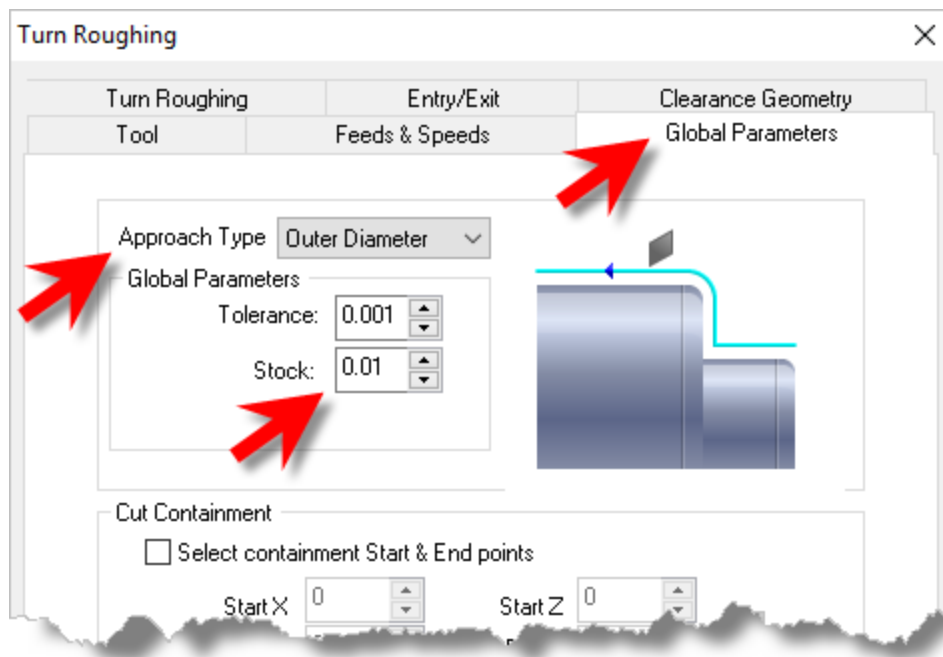 Turn Roughing
Turn Roughing Entry/Exit Clearance Geometry
Tool Feeds & Speeds Global Parameters
Approach Type Outer Diameter
Global Parameters
Tolerance: 0.001
Stock: 0.01
Cut Containment
Select containment Start & End points
Start X 0 Start Z 0